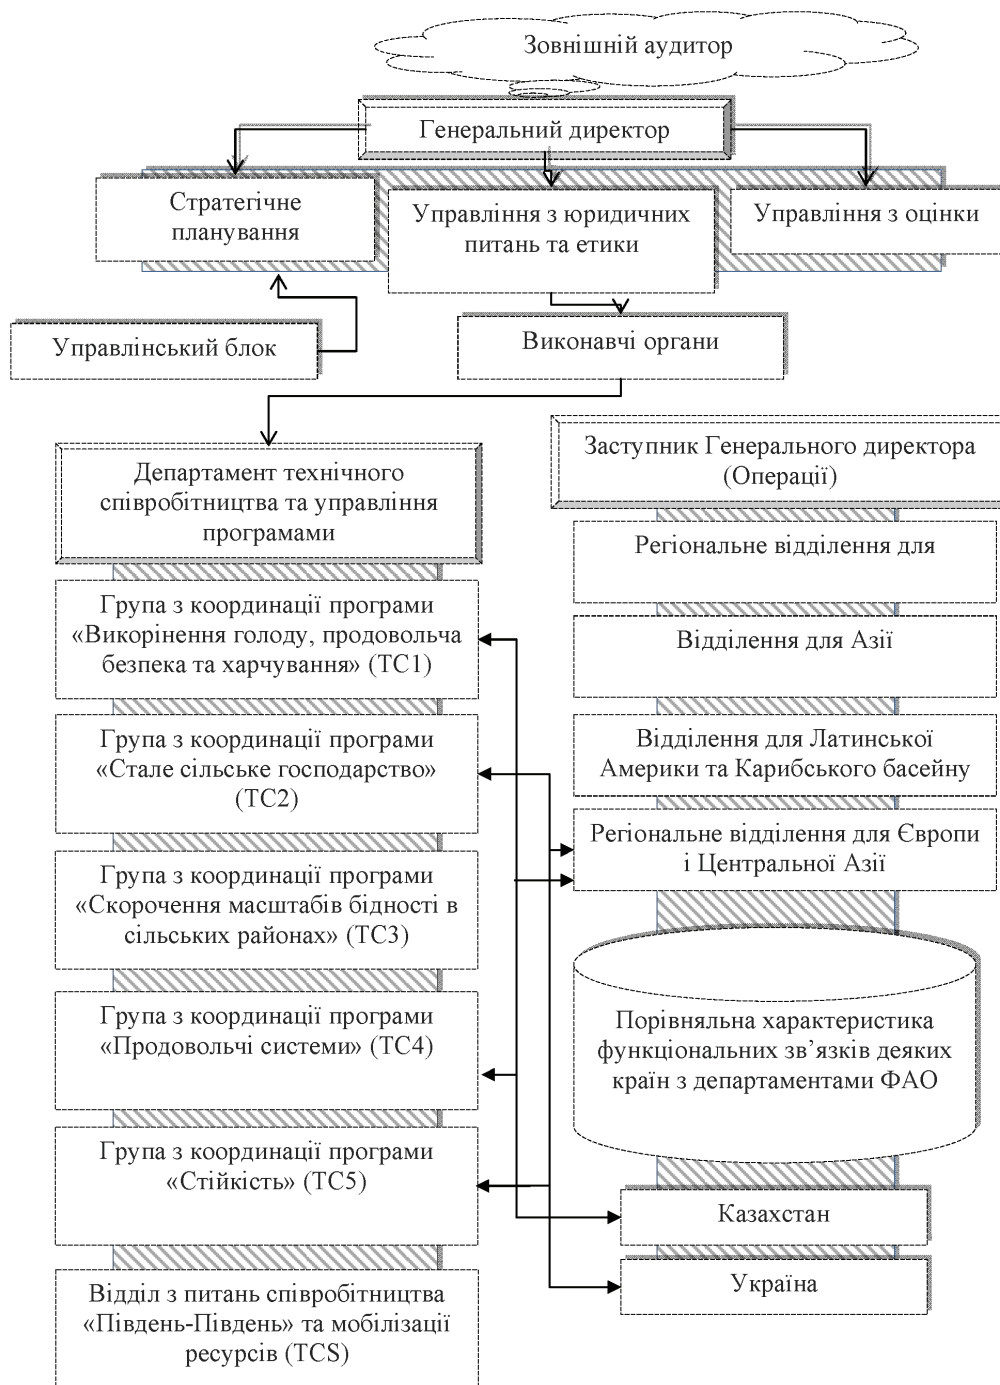 Зовнішній аудитор
Генеральний директор
Стратегічне
планування
Управління з юридичних
питань та етики
Управління з оцінки
Управлінський блок
Виконавчі органи
Департамент технічного
співробітництва та управління
програмами
Група з координації програми
«Викорінення голоду, продовольча
безпека та харчування» (TC1)
Група з координації програми
«Стале сільське господарство»
(TC2)
Група з координації програми
«Скорочення масштабів бідності в
сільських районах» (TC3)
Група з координації програми
«Продовольчі системи» (TC4)
Група з координації програми
«Стійкість» (TC5)
Відділ з питань співробітництва
«Південь-Південь» та мобілізації
ресурсів (TCS)
Заступник Генерального директора
(Операції)
Регіональне відділення для
Відділення для Азії
Відділення для Латинської
Америки та Карибського басейну
Регіональне відділення для Європи
і Центральної Азії
Порівняльна характеристика
функціональних зв’язків деяких
країн з департаментами ФАО
Казахстан
Україна